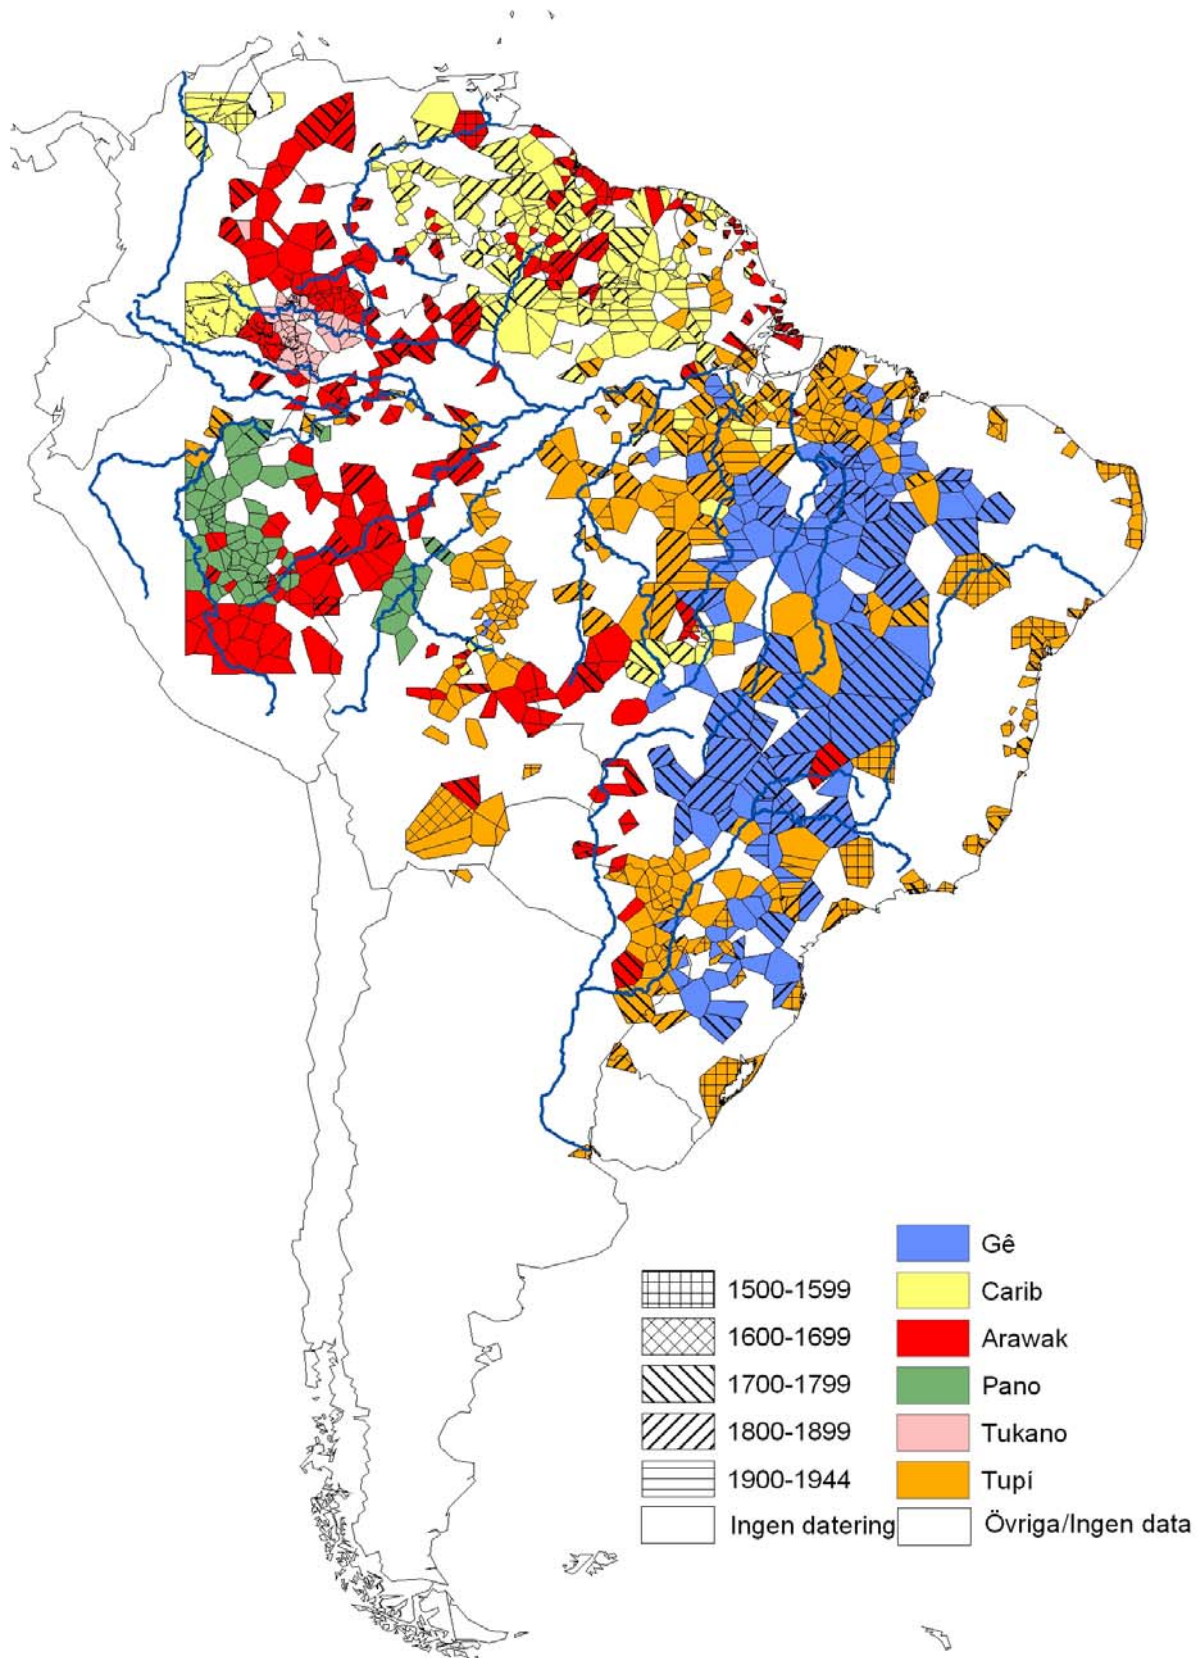 1500-1599
1600-1699
1700-1799
1800-1899
1900-1944
Ingen datering
Gê
Carib
Arawak
Pano
Tukano
Tupí
Övriga/Ingen data